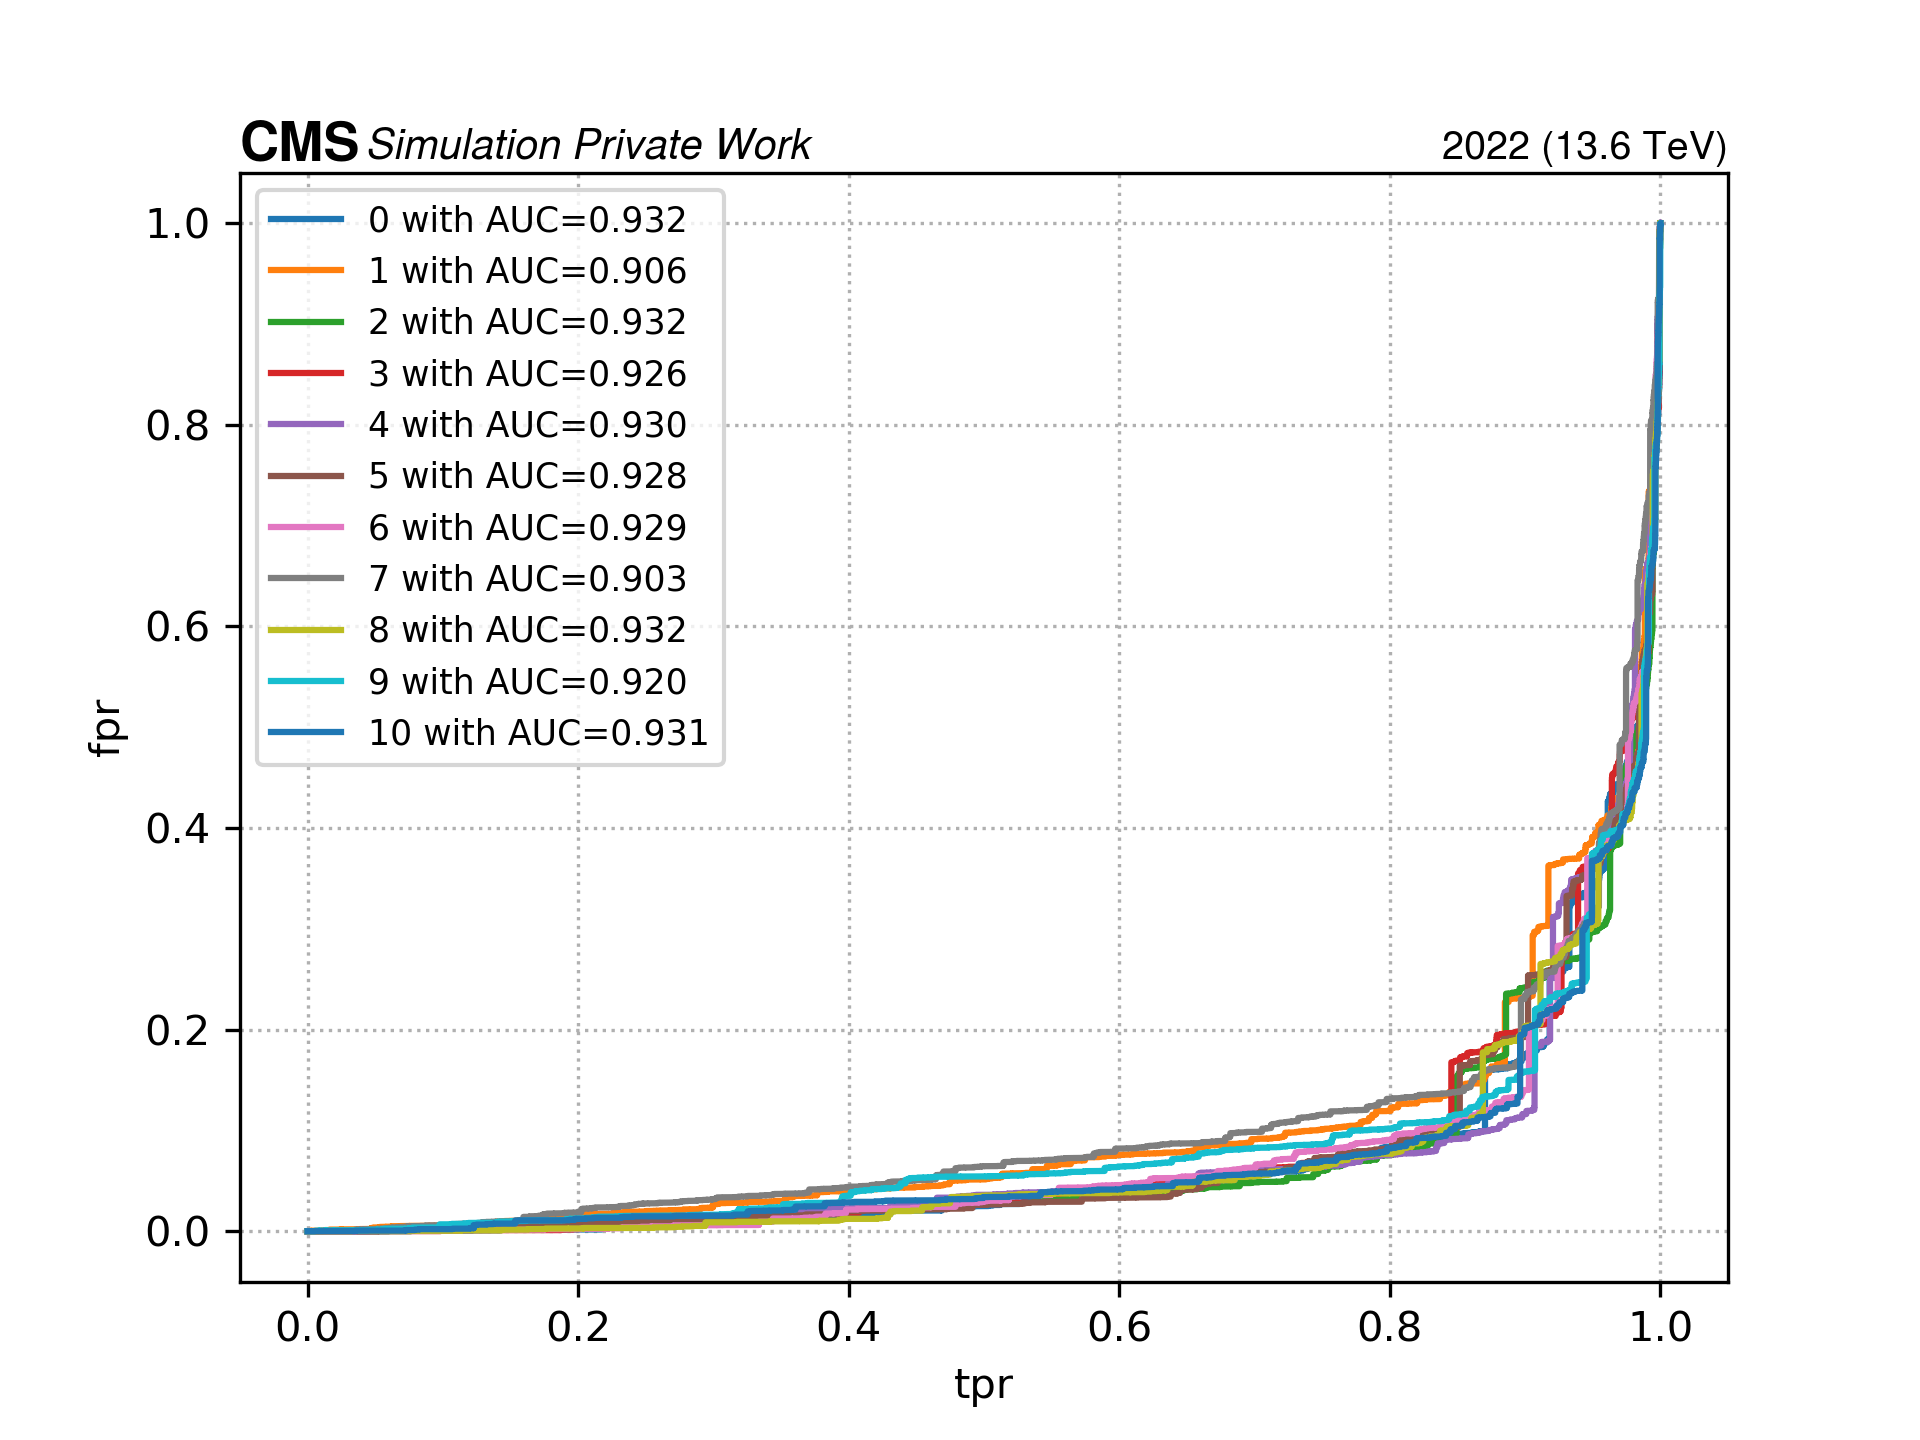 CMS Simulation Private Work 2022 (13.6 TeV)
0 with AUC=0.932
1 with AUC=0.906
2 with AUC=0.932
3 with AUC=0.926
4 with AUC=0.930
5 with AUC=0.928
6 with AUC=0.929
7 with AUC=0.903
8 with AUC=0.932
9 with AUC=0.920
10 with AUC=0.931
1.0
0.8
0.6
0.4
0.2
0.0
fpr
0.0 0.2 0.4 0.6 0.8 1.0
tpr